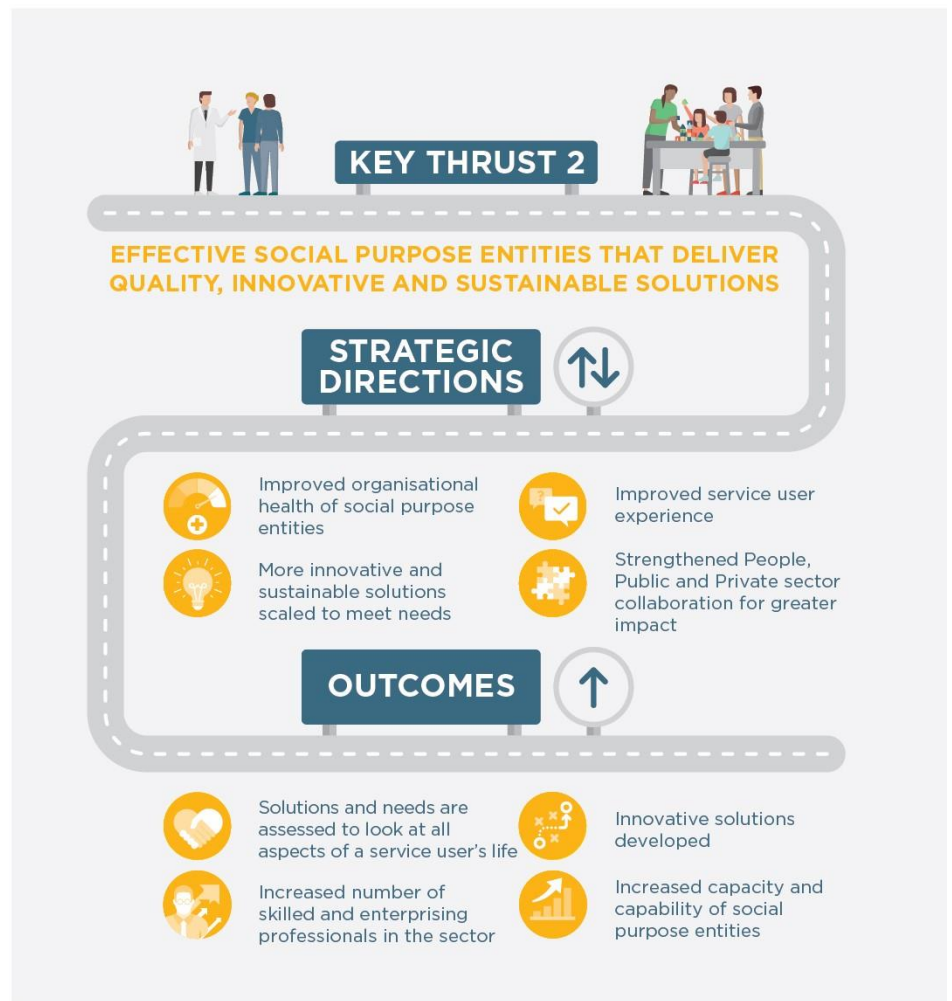 KEY THRUST 2
EFFECTIVE SOCIAL PURPOSE ENTITIES THAT DELIVER
QUALITY, INNOVATIVE AND SUSTAINABLE SOLUTIONS
STRATEGIC
DIRECTIONS
Improved organisational
health of social purpose
entities
?
Improved service user
experience
More innovative and
sustainable solutions
scaled to meet needs
Strengthened People,
Public and Private sector
collaboration for greater
impact
OUTCOMES
Solutions and needs are
assessed to look at all
aspects of a service user's life
Innovative solutions
developed
Increased number of
skilled and enterprising
professionals in the sector
Increased capacity and
capability of social
purpose entities